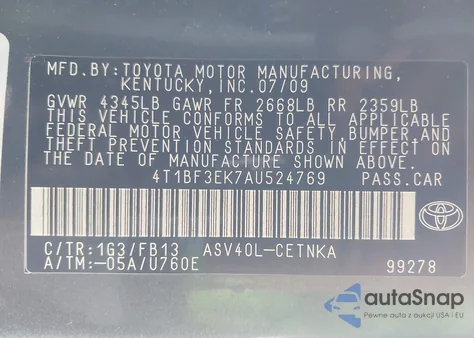 MFD.BY:TOYOTA MOTOR MANUFACTURING,
KENTUCKY,INC.07/09
GVWR 4345LB GAWR FR 2668LB RR 2359LB
THIS VEHICLE CONFORMS TO ALL APPLICABLE
FEDERAL MOTOR VEHICLE SAFETY,BUMPER,AND
THEFT PREVENTION STANDARDS IN EFFECT ON
THE DATE OF MANUFACTURE SHOWN ABOVE.
4T1BF3EK7AU524769 PASS.CAR
C/TR:1G3/FB13 ASV40L-CETNKA
A/TM:-05A/U760E 99278
TOYOTA
autoSnap
Pewne auta z aukcji USA i EU